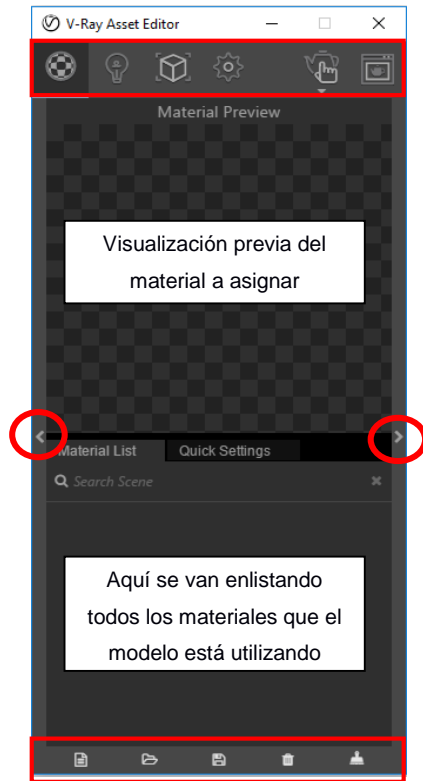 V-Ray Asset Editor
Material Preview
Visualización previa del
material a asignar
Material List Quick Settings
Search Scene
Aquí se van enlistando
todos los materiales que el
modelo está utilizando